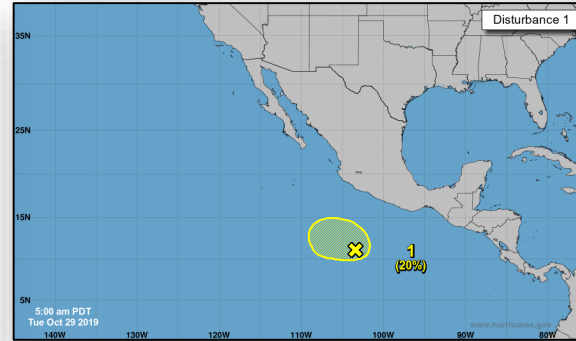 Disturbance 1
35N
25N
15N
5N
1
(20%)
5:00 am PDT
Tue Oct 29 2019
www.hurricanes.gov
140W
130W
120W
110W
100W
90W
80W